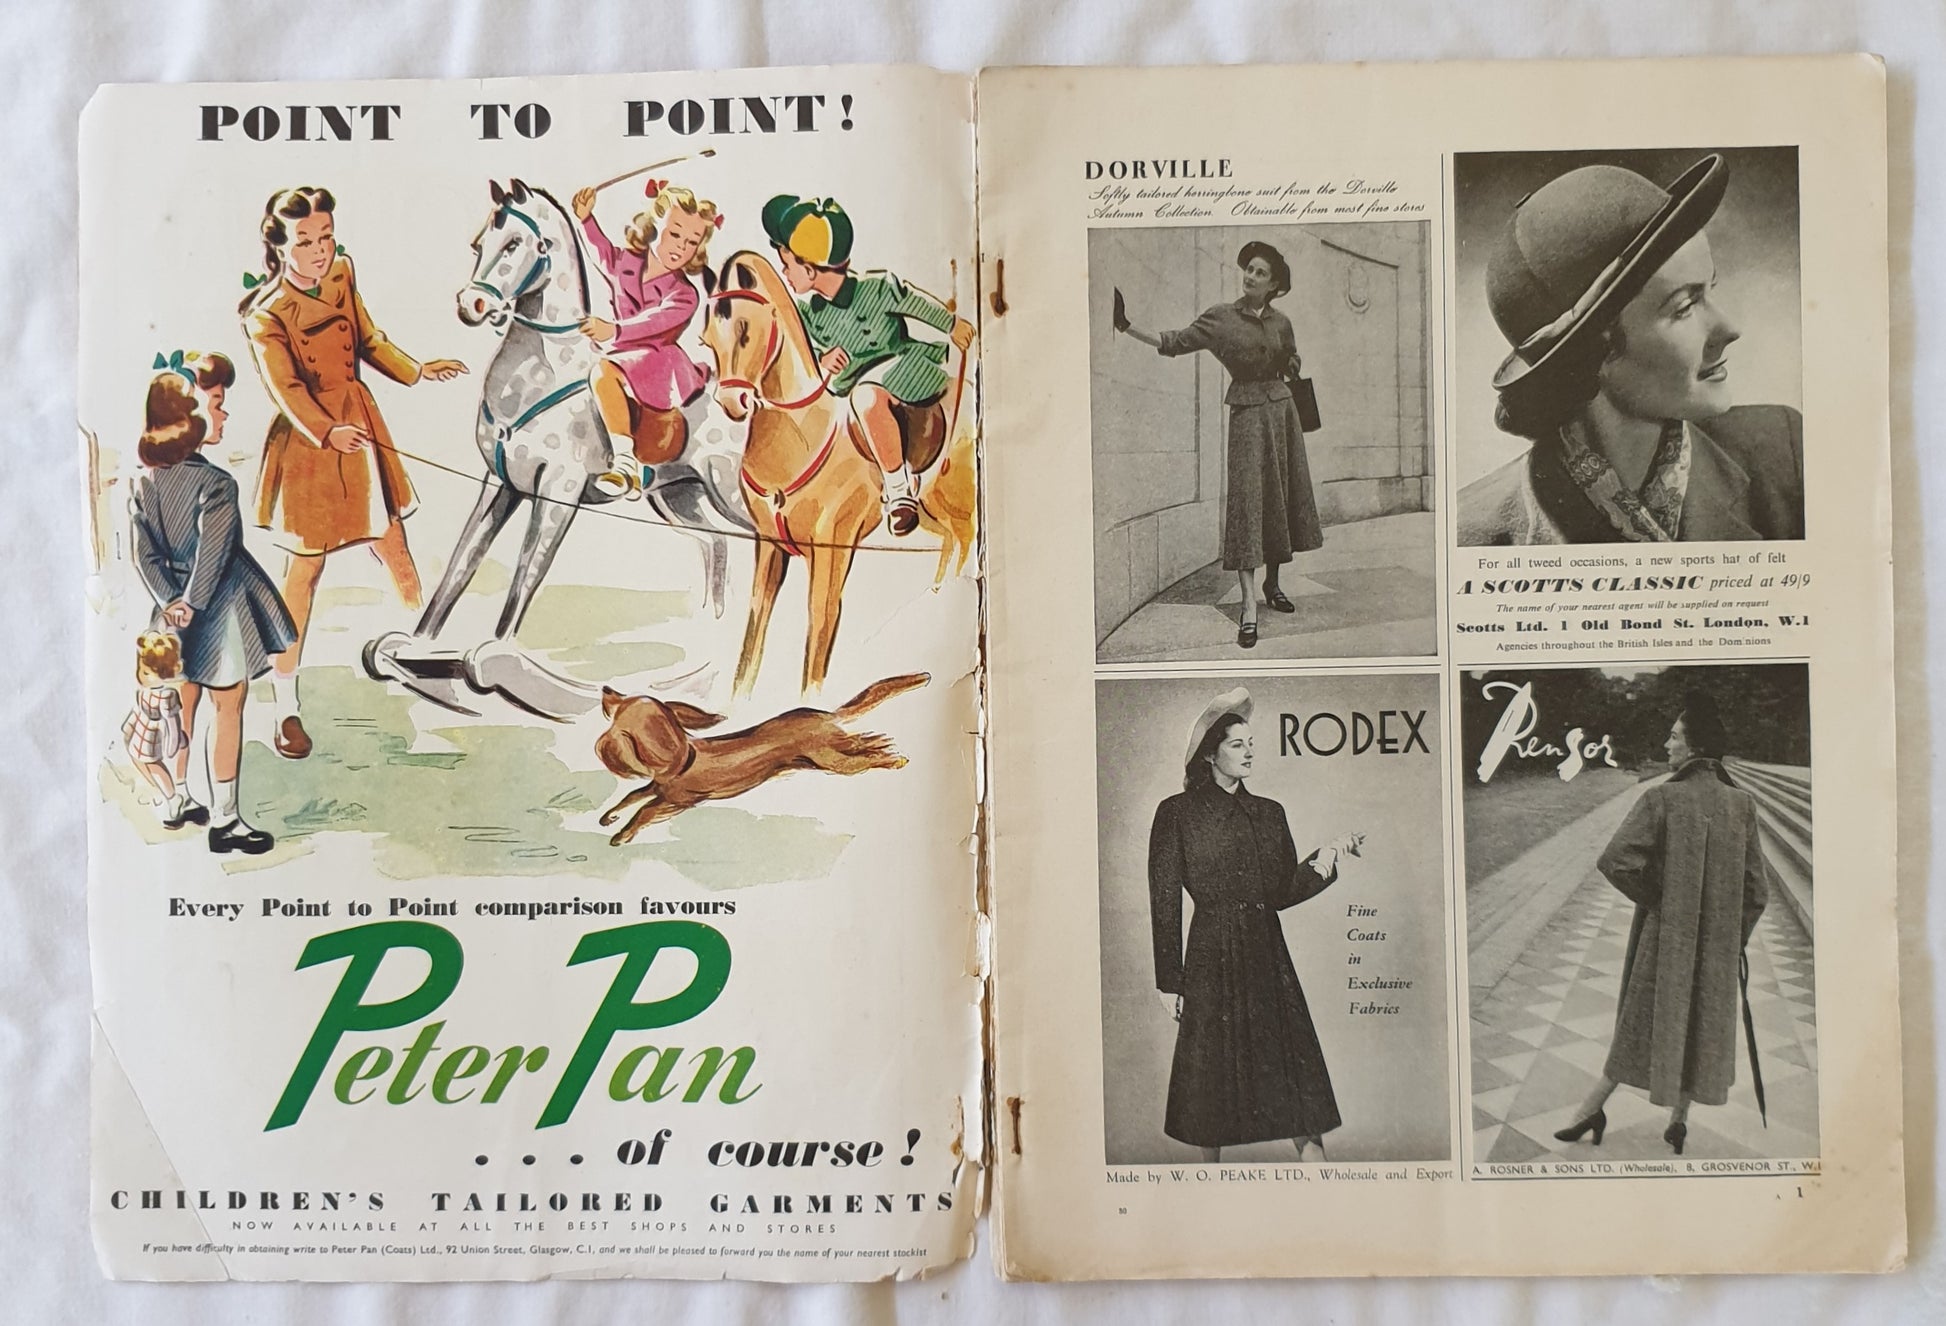 POINT TO POINT!
Every Point to Point comparison favours
Peter Pan
. . . of course!
CHILDREN'S TAILORED GARMENTS
NOW AVAILABLE AT ALL THE BEST SHOPS AND STORES
If you have difficulty in obtaining write to Peter Pan (Coats) Ltd., 92 Union Street, Glasgow, C.1, and we shall be pleased to forward you the name of your nearest stockist
DORVILLE
Softly tailored herringbone suit from the Dorville
Autumn Collection. Obtainable from most fine stores
For all tweed occasions, a new sports hat of felt
A SCOTTS CLASSIC priced at 49/9
The name of your nearest agent will be supplied on request
Scotts Ltd. 1 Old Bond St. London, W.1
Agencies throughout the British Isles and the Dominions
RODEX
Fine
Coats
in
Exclusive
Fabrics
Made by W. O. PEAKE LTD., Wholesale and Export
Rensor
A. ROSNER & SONS LTD. (Wholesale), 8, GROSVENOR ST., W.1
A 1